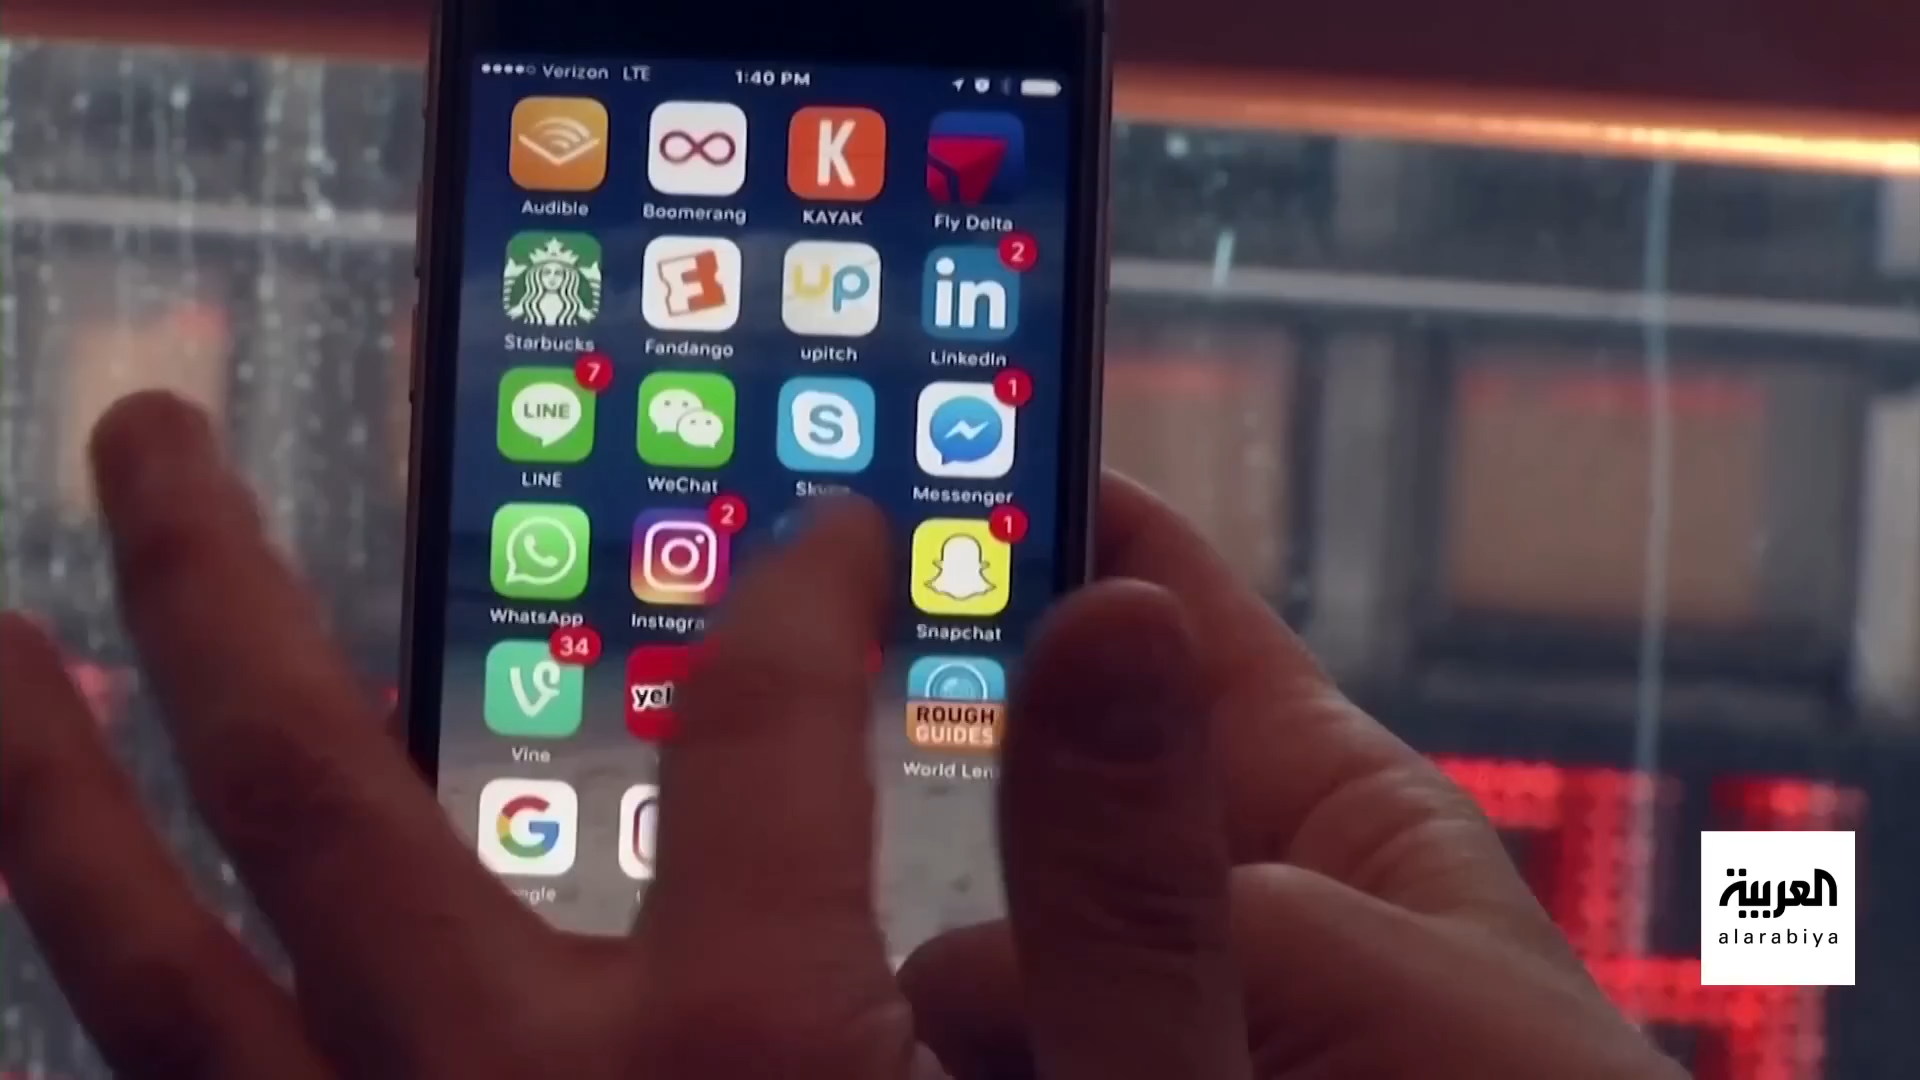 Verizon LTE 1:40 PM
Audible Boomerang KAYAK Fly Delta
2
Starbucks Fandango upitch LinkedIn
7 1
LINE
LINE WeChat Messenger
2 1
WhatsApp Snapchat
34
ROUGH
GUIDES
Vine World
العربية
alarabiya